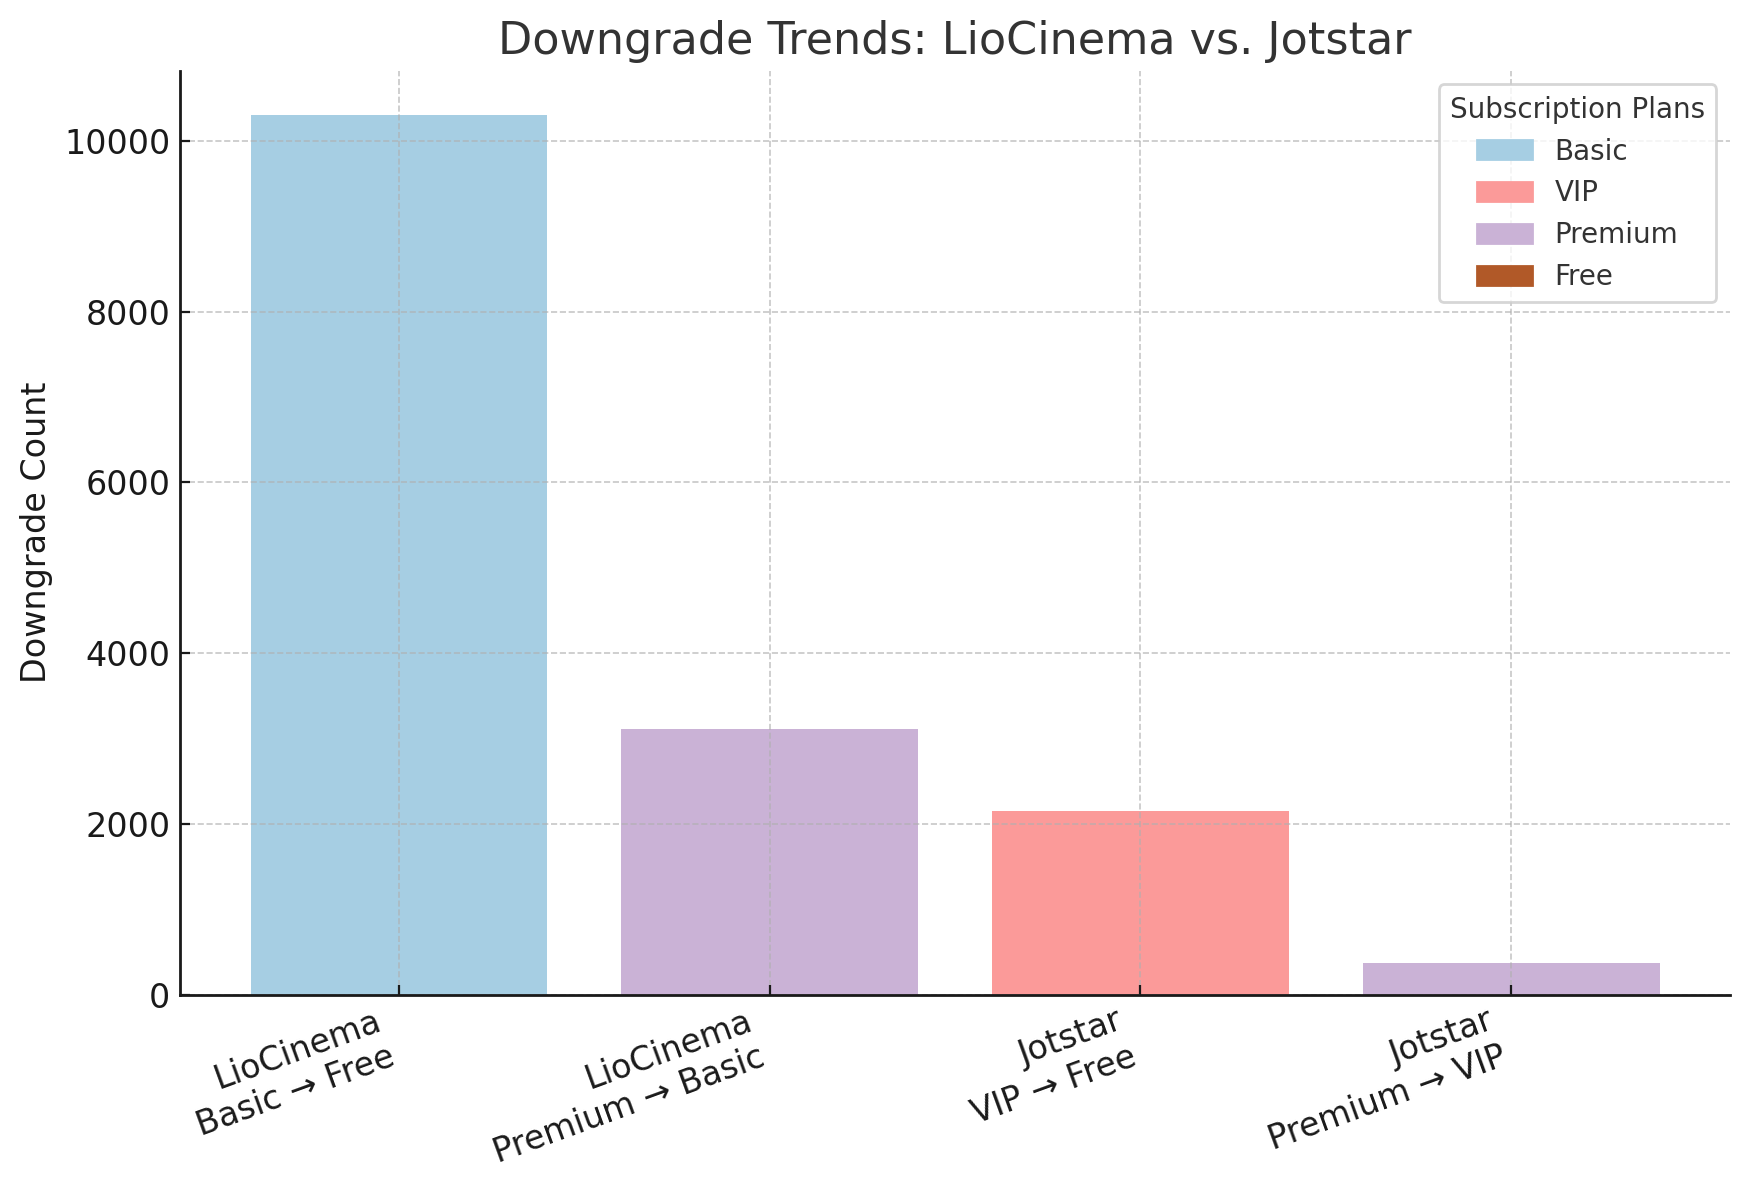 Downgrade Trends: LioCinema vs. Jotstar
Subscription Plans
Basic
VIP
Premium
Free
Downgrade Count
10000
8000
6000
4000
2000
0
LioCinema
Basic → Free
LioCinema
Premium → Basic
Jotstar
VIP → Free
Jotstar
Premium → VIP